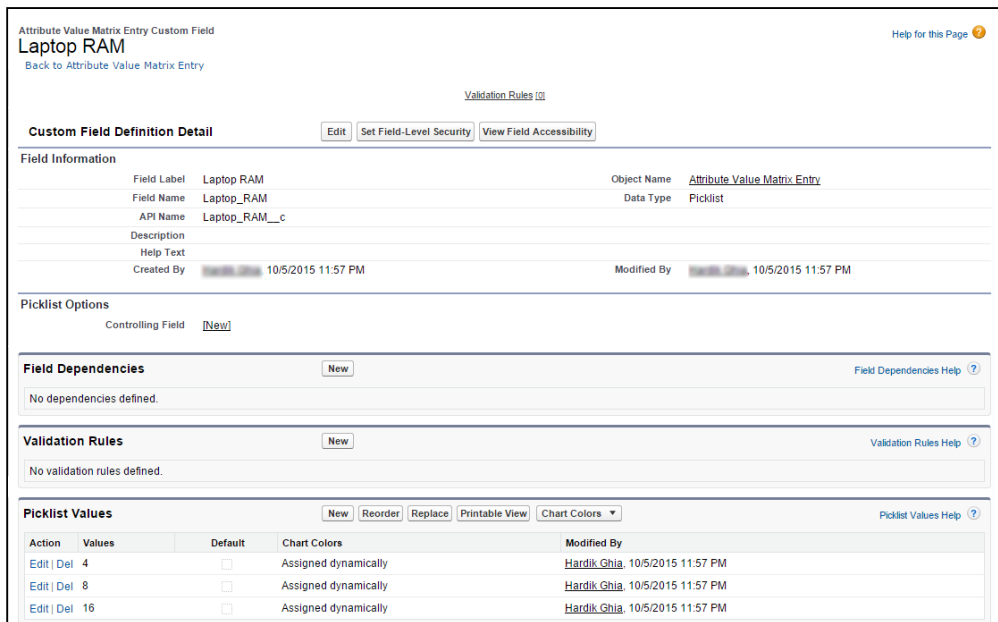 Attribute Value Matrix Entry Custom Field
Laptop RAM
Help for this Page ?
Back to Attribute Value Matrix Entry
Validation Rules [0]
Custom Field Definition Detail Edit Set Field-Level Security View Field Accessibility
Field Information
Field Label Laptop RAM Object Name Attribute Value Matrix Entry
Field Name Laptop_RAM Data Type Picklist
API Name Laptop_RAM__c
Description
Help Text
Created By , 10/5/2015 11:57 PM Modified By , 10/5/2015 11:57 PM
Picklist Options
Controlling Field [New]
Field Dependencies New Field Dependencies Help ?
No dependencies defined.
Validation Rules New Validation Rules Help ?
No validation rules defined.
Picklist Values New Reorder Replace Printable View Chart Colors ▼ Picklist Values Help ?
Action Values Default Chart Colors Modified By
Edit | Del 4 Assigned dynamically Hardik Ghia, 10/5/2015 11:57 PM
Edit | Del 8 Assigned dynamically Hardik Ghia, 10/5/2015 11:57 PM
Edit | Del 16 Assigned dynamically Hardik Ghia, 10/5/2015 11:57 PM